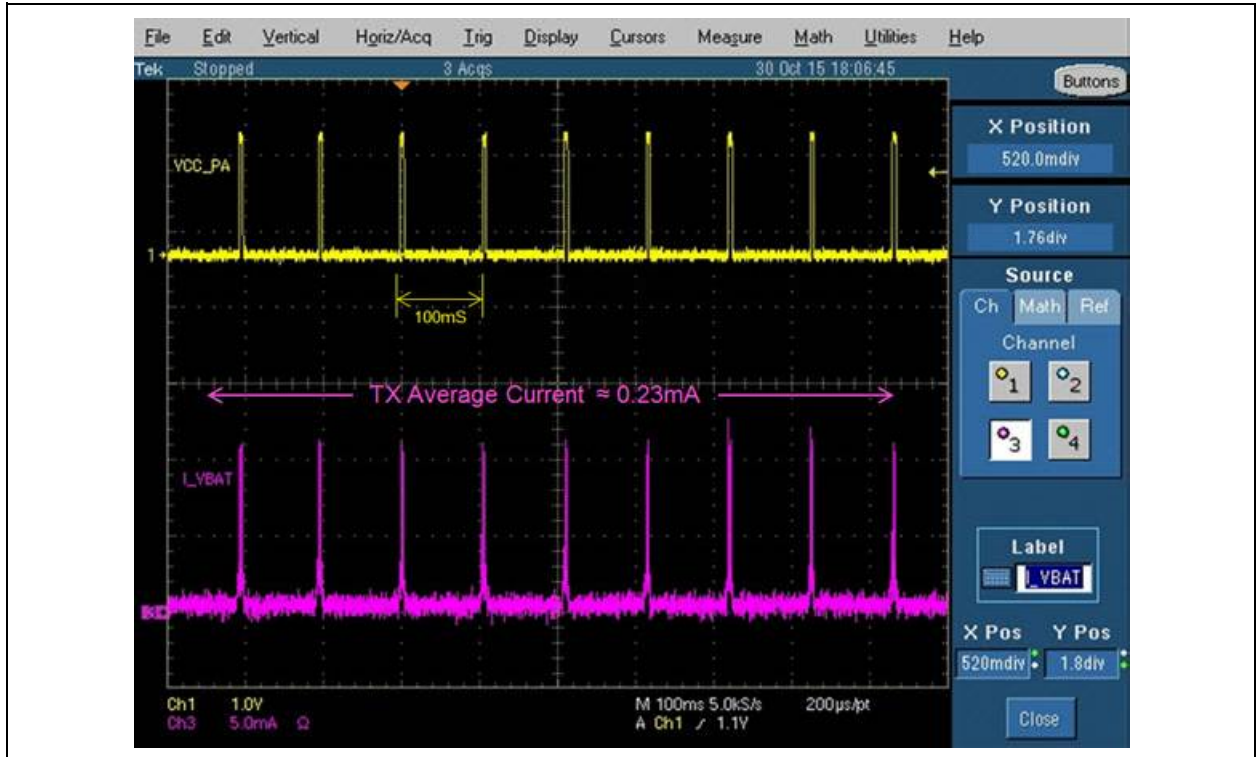 File Edit Vertical Horiz/Acq Trig Display Cursors Measure Math Utilities Help
Tek Stopped 3 Acqs 30 Oct 15 18:06:45
Buttons
X Position
520.0mdiv
Y Position
1.76div
Source
Ch Math Ref
Channel
1 2
3 4
Label
I_VBAT
X Pos Y Pos
520mdiv 1.8div
Close
VCC_PA
1
100mS
TX Average Current ≈ 0.23mA
I_VBAT
Ch1 1.0V M 100ms 5.0kS/s 200µs/pt
Ch3 5.0mA Ω A Ch1 / 1.1V